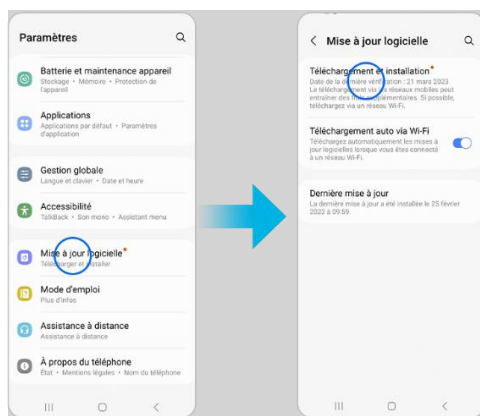 Paramètres
Batterie et maintenance appareil
Stockage • Mémoire • Protection de
l'appareil
Applications
Applications par défaut • Paramètres
d'application
Gestion globale
Langue et clavier • Date et heure
Accessibilité
TalkBack • Son mono • Assistant menu
Mise à jour logicielle
Télécharger et installer
Mode d'emploi
Plus d'infos
Assistance à distance
Assistance à distance
À propos du téléphone
État • Mentions légales • Nom du téléphone
Mise à jour logicielle
Téléchargement et installation
Date de la dernière vérification : 21 mars 2023
Le téléchargement via les réseaux mobiles peut
entraîner des frais supplémentaires. Si possible,
téléchargez via un réseau Wi-Fi.
Téléchargement auto via Wi-Fi
Téléchargez automatiquement les mises à
jour logicielles lorsque vous êtes connecté
à un réseau Wi-Fi.
Dernière mise à jour
La dernière mise à jour a été installée le 25 février
2023 à 09:59.